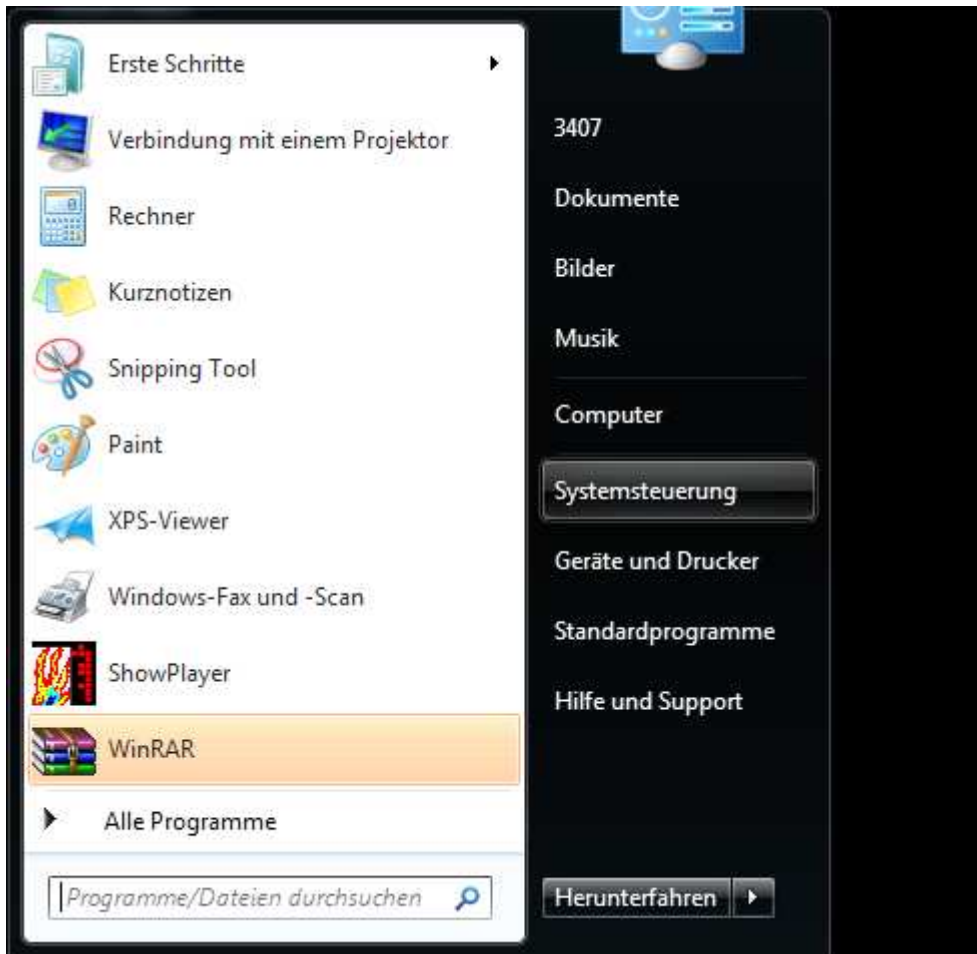 Erste Schritte
Verbindung mit einem Projektor
Rechner
Kurznotizen
Snipping Tool
Paint
XPS-Viewer
Windows-Fax und -Scan
ShowPlayer
WinRAR
Alle Programme
Programme/Dateien durchsuchen
3407
Dokumente
Bilder
Musik
Computer
Systemsteuerung
Geräte und Drucker
Standardprogramme
Hilfe und Support
Herunterfahren